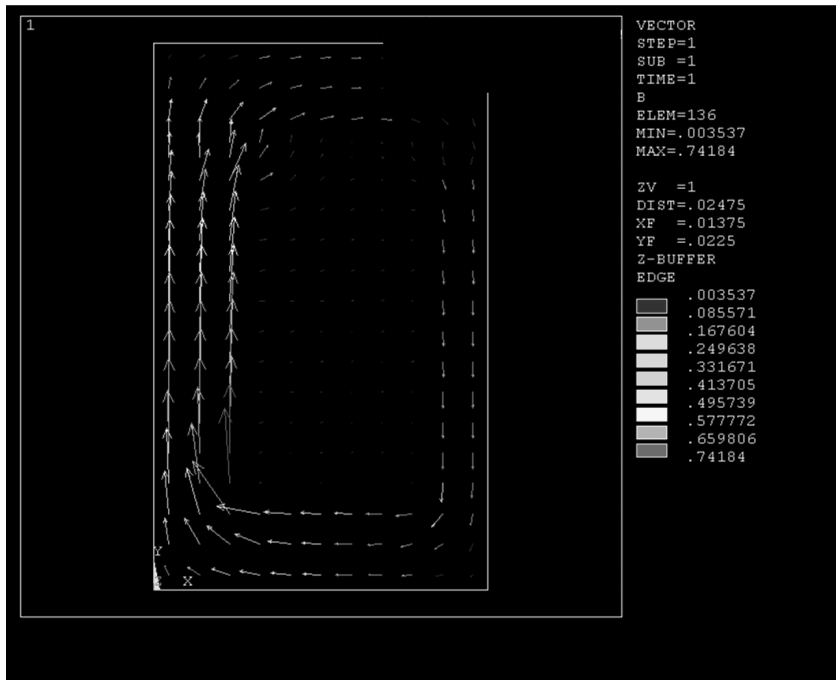 1
VECTOR
STEP=1
SUB =1
TIME=1
B
ELEM=136
MIN=.003537
MAX=.74184
ZV =1
DIST=.02475
XF =.01375
YF =.0225
Z-BUFFER
EDGE
.003537
.085571
.167604
.249638
.331671
.413705
.495739
.577772
.659806
.74184
Y
X